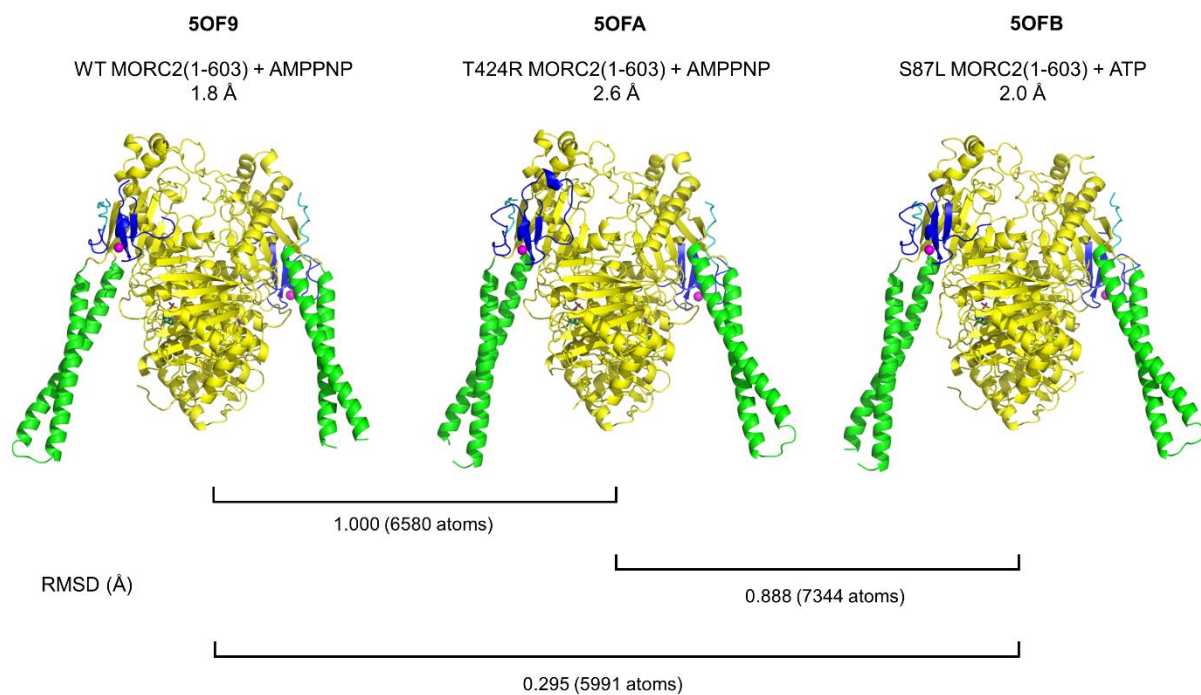 5OF9
WT MORC2(1-603) + AMPPNP
1.8 Å
5OFA
T424R MORC2(1-603) + AMPPNP
2.6 Å
5OFB
S87L MORC2(1-603) + ATP
2.0 Å
1.000 (6580 atoms)
RMSD (Å)
0.888 (7344 atoms)
0.295 (5991 atoms)